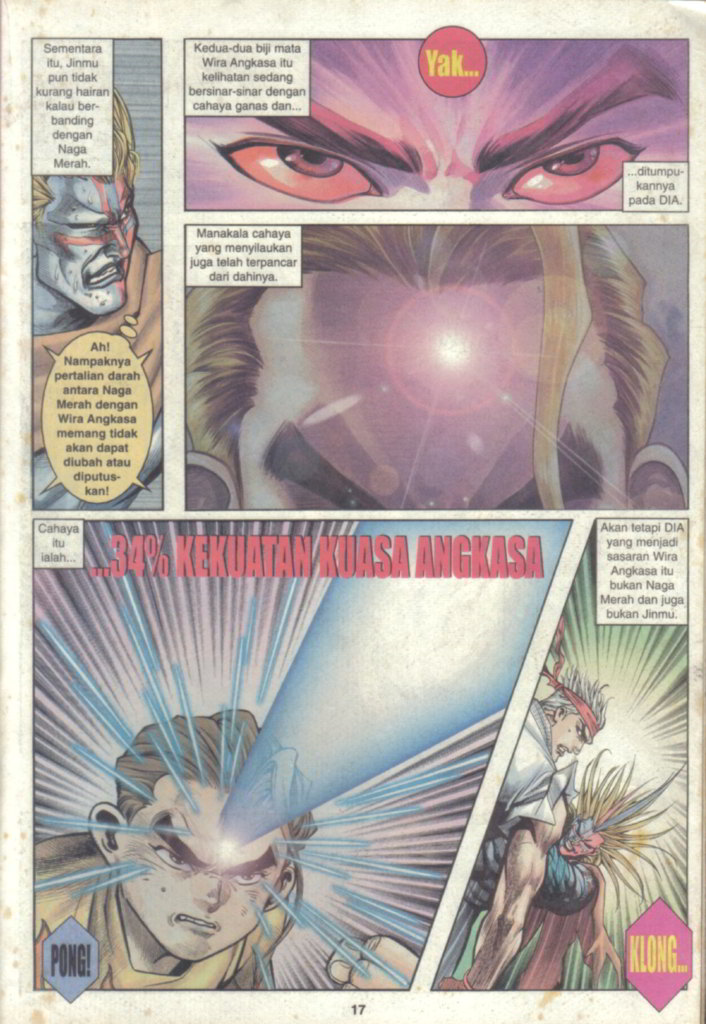 Sementara
itu, Jinmu
pun tidak
kurang hairan
kalau ber-
banding
dengan
Naga
Merah.
Ah!
Nampaknya
pertalian darah
antara Naga
Merah dengan
Wira Angkasa
memang tidak
akan dapat
diubah atau
diputus-
kan!
Kedua-dua biji mata
Wira Angkasa itu
kelihatan sedang
bersinar-sinar dengan
cahaya ganas dan...
Yak...
...ditumpu-
kannya
pada DIA.
Manakala cahaya
yang menyilaukan
juga telah terpancar
dari dahinya.
Cahaya
itu
ialah...
...34% KEKUATAN KUASA ANGKASA
PONG!
Akan tetapi DIA
yang menjadi
sasaran Wira
Angkasa itu
bukan Naga
Merah dan juga
bukan Jinmu.
KLONG...
17